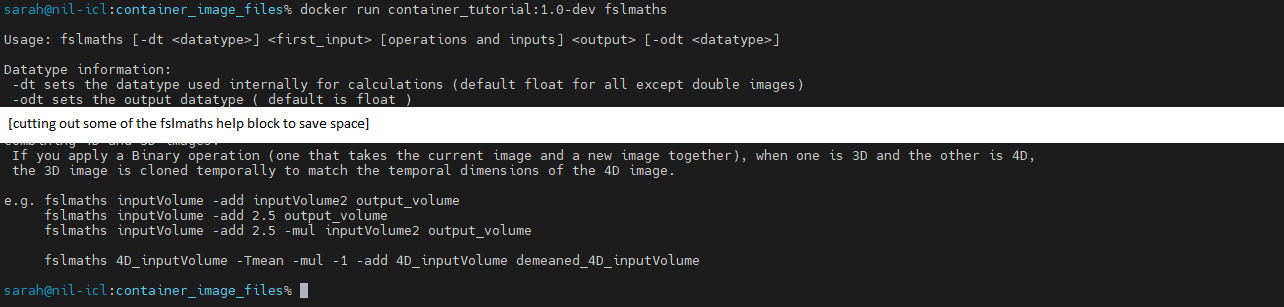 sarah@nil-icl:container_image_files% docker run container_tutorial:1.0-dev fslmaths
Usage: fslmaths [-dt <datatype>] <first_input> [operations and inputs] <output> [-odt <datatype>]
Datatype information:
 -dt sets the datatype used internally for calculations (default float for all except double images)
 -odt sets the output datatype ( default is float )
[cutting out some of the fslmaths help block to save space]
Combining 4D and 3D images:
 If you apply a Binary operation (one that takes the current image and a new image together), when one is 3D and the other is 4D,
 the 3D image is cloned temporally to match the temporal dimensions of the 4D image.
e.g. fslmaths inputVolume -add inputVolume2 output_volume
     fslmaths inputVolume -add 2.5 output_volume
     fslmaths inputVolume -add 2.5 -mul inputVolume2 output_volume
     fslmaths 4D_inputVolume -Tmean -mul -1 -add 4D_inputVolume demeaned_4D_inputVolume
sarah@nil-icl:container_image_files%